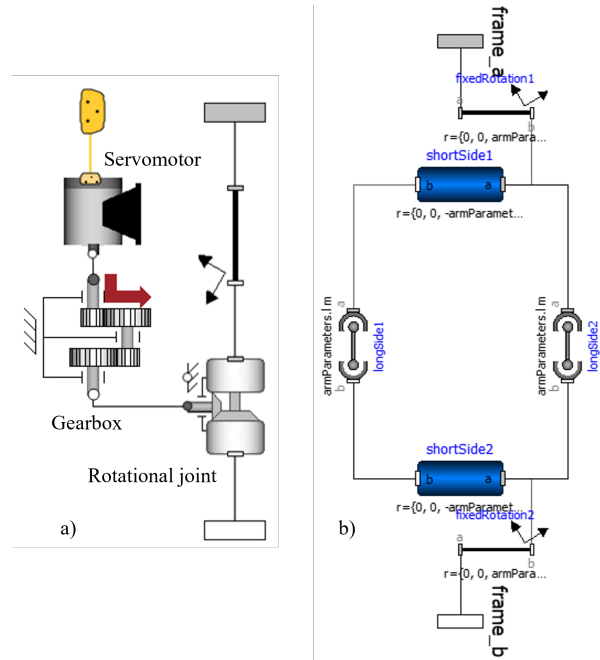 Servomotor
Gearbox
Rotational joint
a)
frame_a
fixedRotation1
a
b
r={0, 0, armPara...
shortSide1
b
a
r={0, 0, -armParamet...
a
armParameters.l m
longSide1
b
a
armParameters.l m
longSide2
b
shortSide2
b
a
r={0, 0, -armParamet...
fixedRotation2
b)
a
b
r={0, 0, armPara...
frame_b